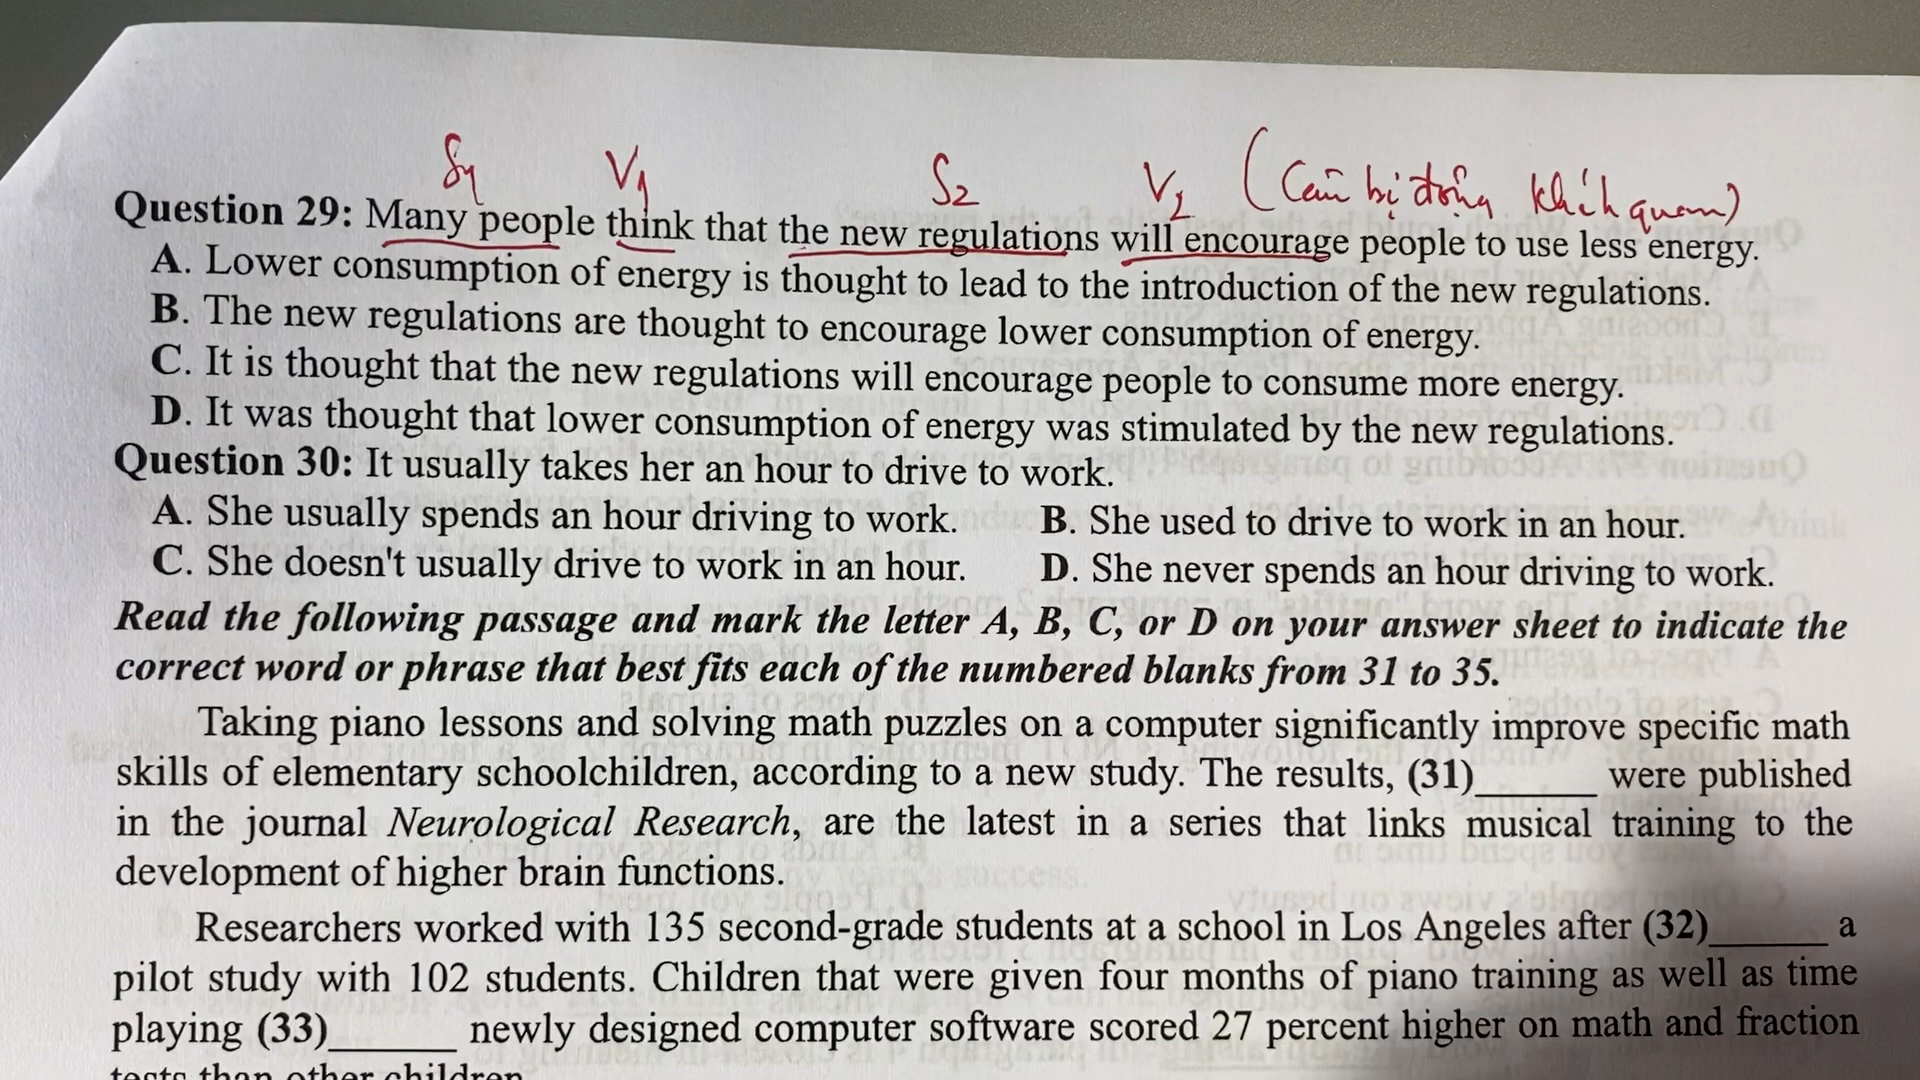 S1 V1 S2 V2 (Câu bị động khách quan)
Question 29: Many people think that the new regulations will encourage people to use less energy.
A. Lower consumption of energy is thought to lead to the introduction of the new regulations.
B. The new regulations are thought to encourage lower consumption of energy.
C. It is thought that the new regulations will encourage people to consume more energy.
D. It was thought that lower consumption of energy was stimulated by the new regulations.
Question 30: It usually takes her an hour to drive to work.
A. She usually spends an hour driving to work. B. She used to drive to work in an hour.
C. She doesn't usually drive to work in an hour. D. She never spends an hour driving to work.
Read the following passage and mark the letter A, B, C, or D on your answer sheet to indicate the
correct word or phrase that best fits each of the numbered blanks from 31 to 35.
Taking piano lessons and solving math puzzles on a computer significantly improve specific math
skills of elementary schoolchildren, according to a new study. The results, (31)______ were published
in the journal Neurological Research, are the latest in a series that links musical training to the
development of higher brain functions.
Researchers worked with 135 second-grade students at a school in Los Angeles after (32)______ a
pilot study with 102 students. Children that were given four months of piano training as well as time
playing (33)______ newly designed computer software scored 27 percent higher on math and fraction
tests than other children.